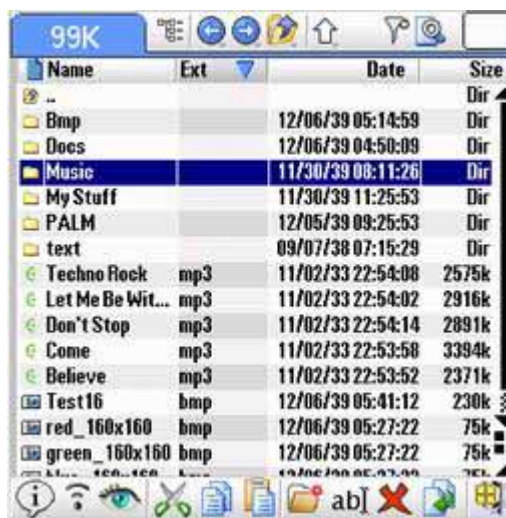 99K
Name Ext Date Size
.. Dir
Bmp 12/06/39 05:14:59 Dir
Docs 12/06/39 04:50:09 Dir
Music 11/30/39 08:11:26 Dir
My Stuff 11/30/39 11:25:53 Dir
PALM 12/05/39 09:25:53 Dir
text 09/07/38 07:15:29 Dir
Techno Rock mp3 11/02/33 22:54:08 2575k
Let Me Be Wit... mp3 11/02/33 22:54:02 2916k
Don't Stop mp3 11/02/33 22:54:14 2891k
Come mp3 11/02/33 22:53:58 3394k
Believe mp3 11/02/33 22:53:52 2371k
Test16 bmp 12/06/39 05:41:12 230k
red_160x160 bmp 12/06/39 05:27:22 75k
green_160x160 bmp 12/06/39 05:27:22 75k
ab